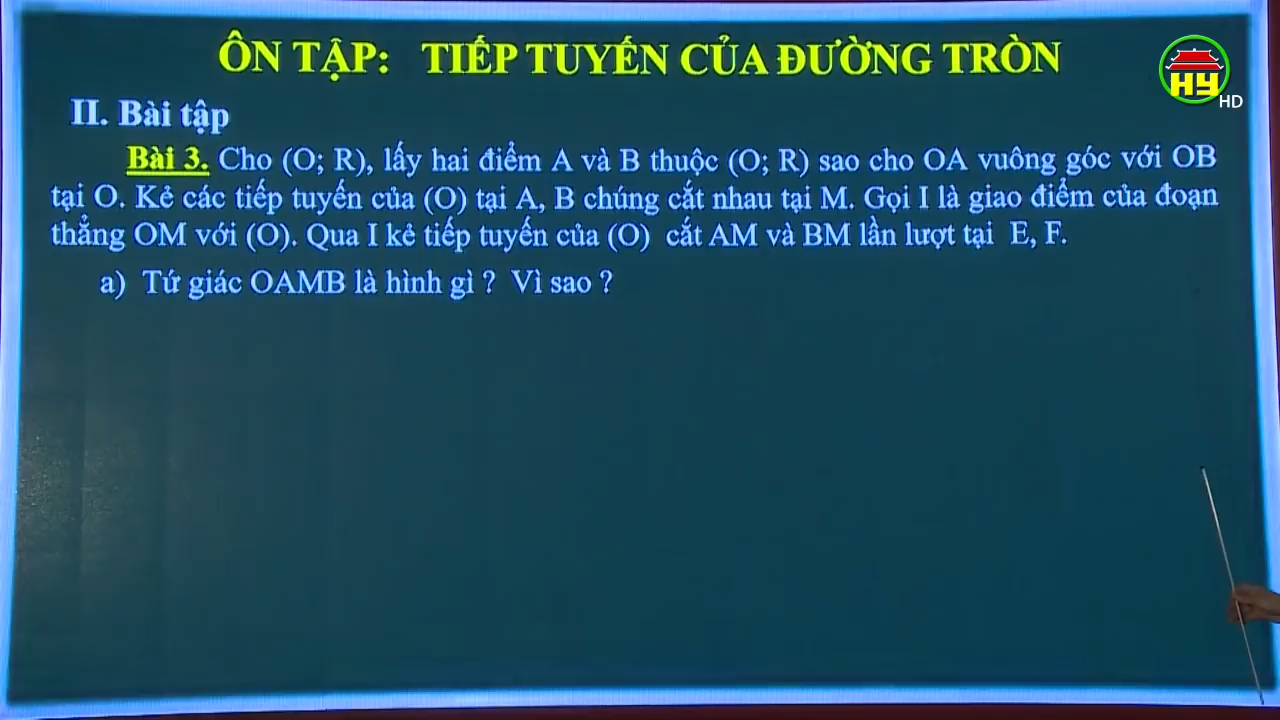 ÔN TẬP: TIẾP TUYẾN CỦA ĐƯỜNG TRÒN
HY
HD
II. Bài tập
Bài 3. Cho (O; R), lấy hai điểm A và B thuộc (O; R) sao cho OA vuông góc với OB
tại O. Kẻ các tiếp tuyến của (O) tại A, B chúng cắt nhau tại M. Gọi I là giao điểm của đoạn
thẳng OM với (O). Qua I kẻ tiếp tuyến của (O) cắt AM và BM lần lượt tại E, F.
a) Tứ giác OAMB là hình gì ? Vì sao ?